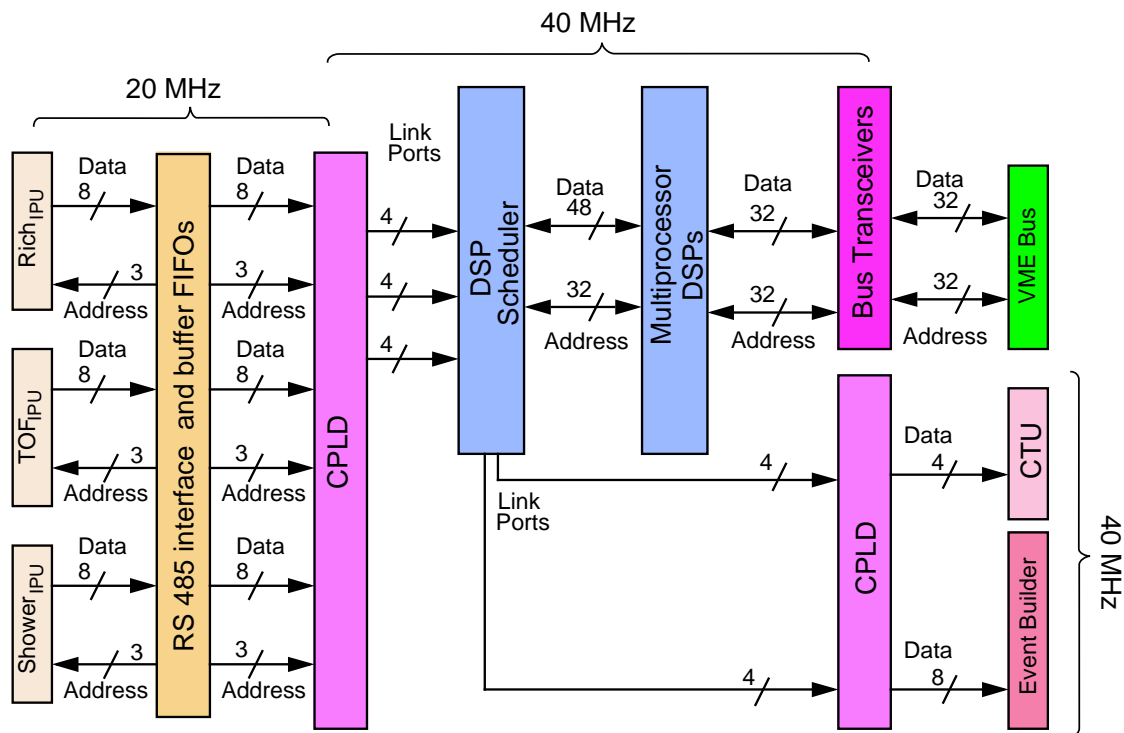 40 MHz
20 MHz
Rich IPU
Data
8
3
Address
TOF IPU
Data
8
3
Address
Shower IPU
Data
8
3
Address
RS 485 interface and buffer FIFOs
Data
8
3
Address
Data
8
3
Address
Data
8
3
Address
CPLD
Link
Ports
4
4
4
DSP
Scheduler
Data
48
32
Address
Multiprocessor
DSPs
Data
32
32
Address
Bus Transceivers
Data
32
32
Address
VME Bus
Link
Ports
4
4
CPLD
Data
4
CTU
Data
8
Event Builder
40 MHz